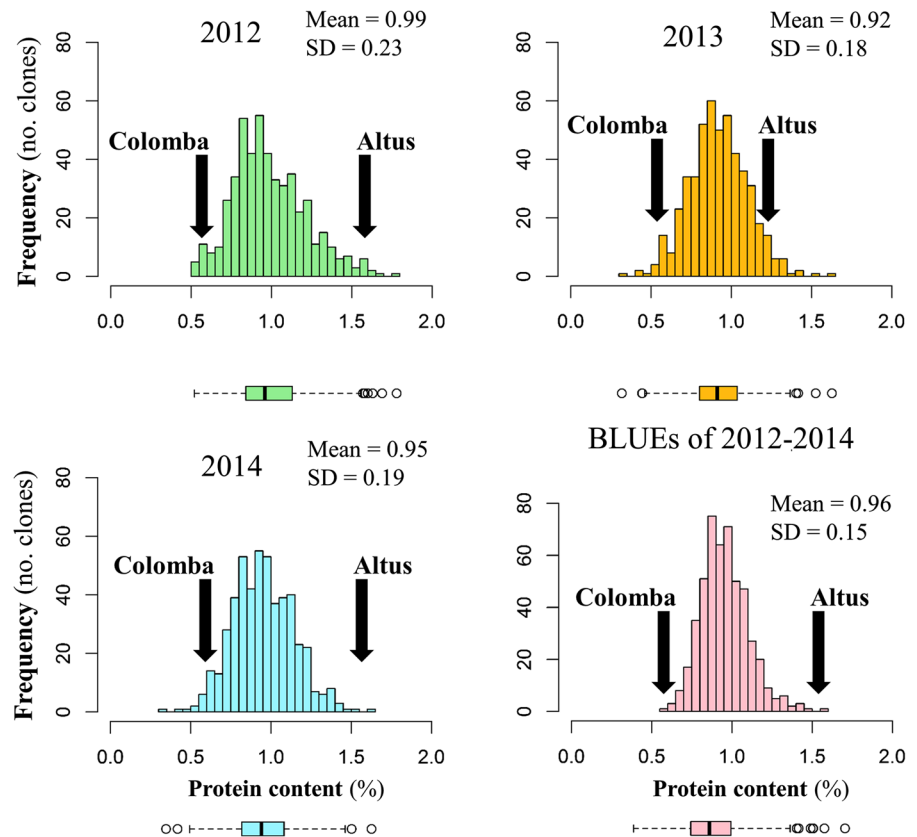 2012
Mean = 0.99
SD = 0.23
Frequency (no. clones)
80
60
40
20
0
Colomba
Altus
0.0 0.5 1.0 1.5 2.0
2013
Mean = 0.92
SD = 0.18
80
60
40
20
0
Colomba
Altus
0.0 0.5 1.0 1.5 2.0
2014
Mean = 0.95
SD = 0.19
Frequency (no. clones)
80
60
40
20
0
Colomba
Altus
0.0 0.5 1.0 1.5 2.0
Protein content (%)
BLUEs of 2012-2014
Mean = 0.96
SD = 0.15
80
60
40
20
0
Colomba
Altus
0.0 0.5 1.0 1.5 2.0
Protein content (%)